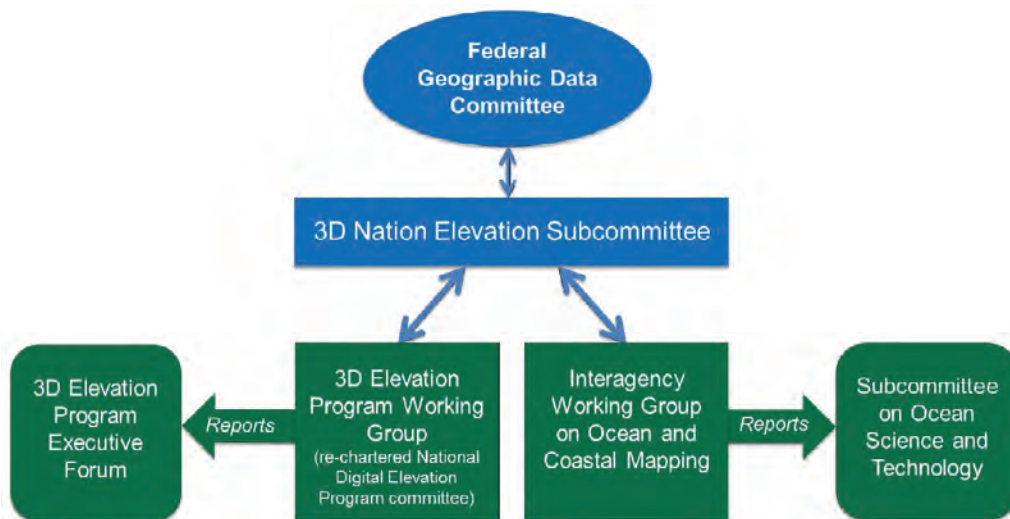 Federal
Geographic Data
Committee
3D Nation Elevation Subcommittee
3D Elevation
Program
Executive
Forum
Reports
3D Elevation
Program Working
Group
(re-chartered National
Digital Elevation
Program committee)
Interagency
Working Group
on Ocean and
Coastal Mapping
Reports
Subcommittee
on Ocean
Science and
Technology